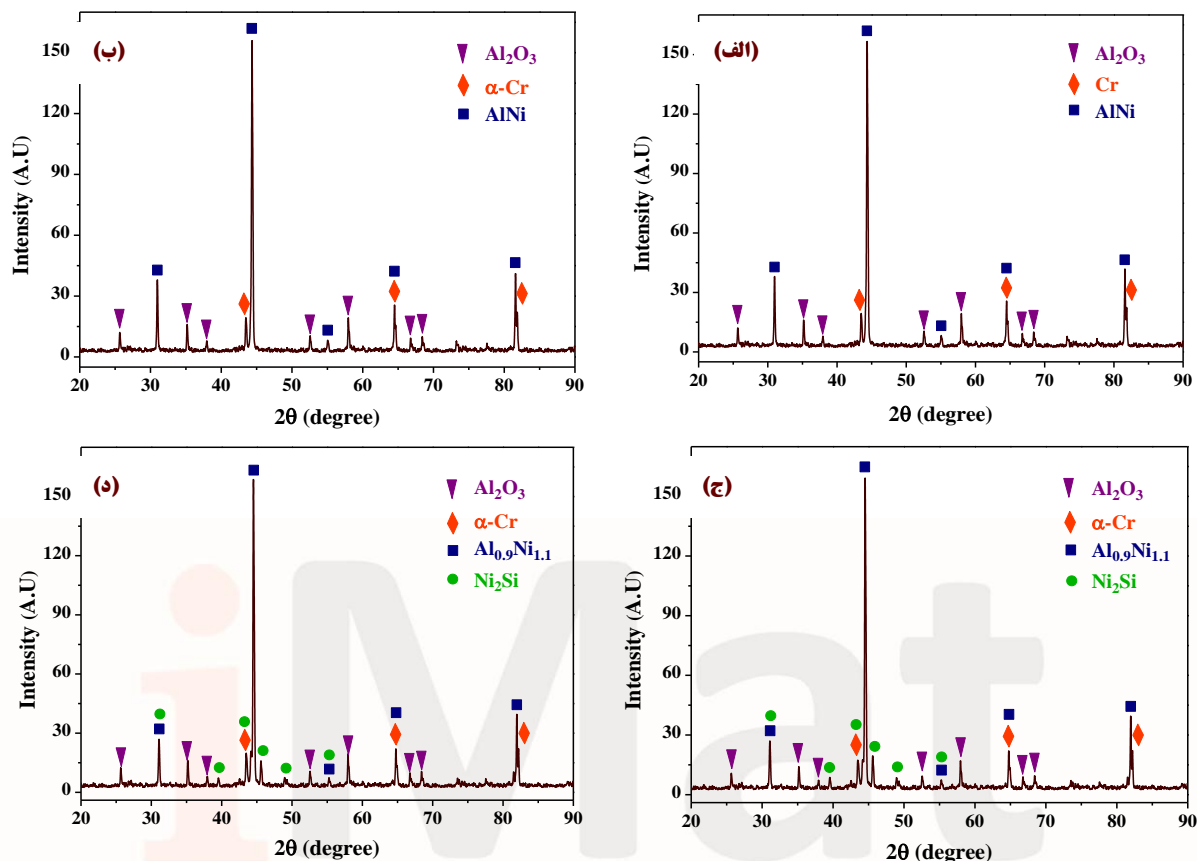 (ب)
Al₂O₃
α-Cr
AlNi
Intensity (A.U)
150
120
90
60
30
0
20 30 40 50 60 70 80 90
2θ (degree)
(الف)
Al₂O₃
Cr
AlNi
Intensity (A.U)
150
120
90
60
30
0
20 30 40 50 60 70 80 90
2θ (degree)
(د)
Al₂O₃
α-Cr
Al₀.₉Ni₁.₁
Ni₂Si
Intensity (A.U)
150
120
90
60
30
0
20 30 40 50 60 70 80 90
2θ (degree)
(ج)
Al₂O₃
α-Cr
Al₀.₉Ni₁.₁
Ni₂Si
Intensity (A.U)
150
120
90
60
30
0
20 30 40 50 60 70 80 90
2θ (degree)
iMat